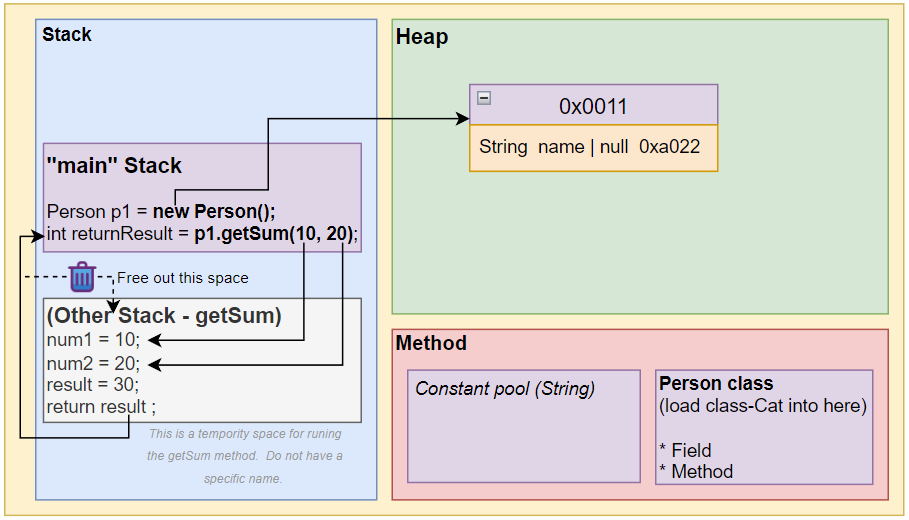 Stack
"main" Stack
Person p1 = new Person();
int returnResult = p1.getSum(10, 20);
Free out this space
(Other Stack - getSum)
num1 = 10;
num2 = 20;
result = 30;
return result ;
This is a tempority space for runing
the getSum method. Do not have a
specific name.
Heap
0x0011
String name | null 0xa022
Method
Constant pool (String)
Person class
(load class-Cat into here)
* Field
* Method